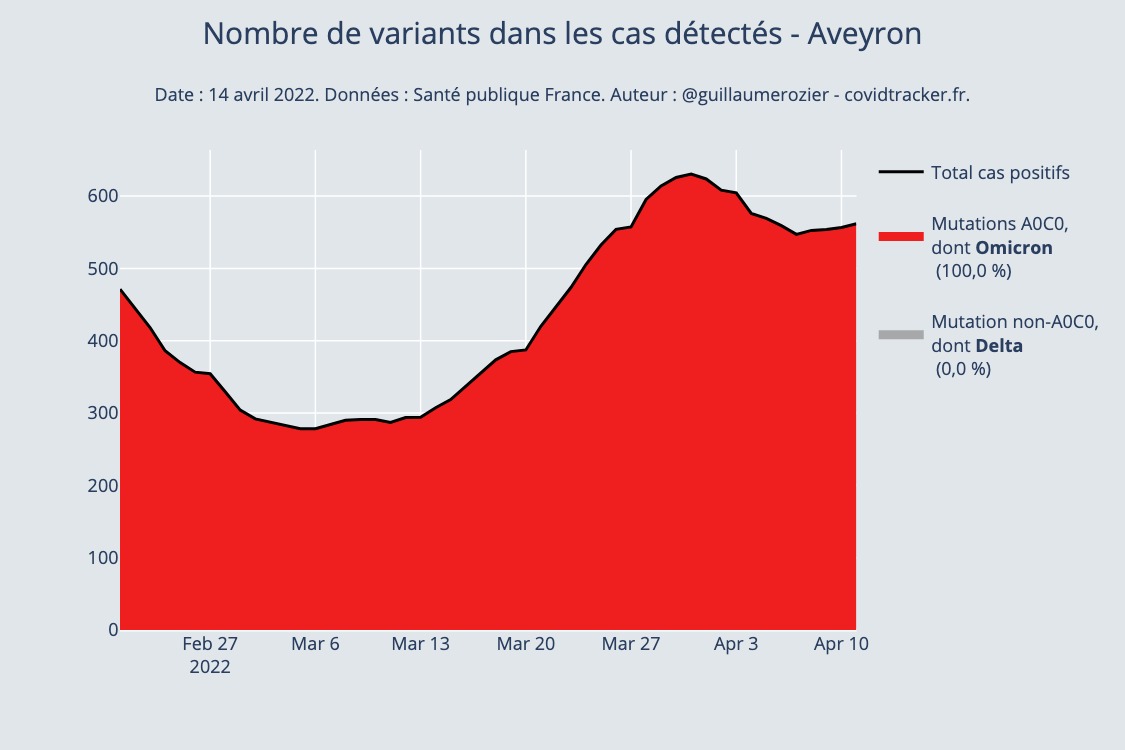 Nombre de variants dans les cas détectés - Aveyron
Date : 14 avril 2022. Données : Santé publique France. Auteur : @guillaumerozier - covidtracker.fr.
Total cas positifs
Mutations A0C0,
dont Omicron
(100,0 %)
Mutation non-A0C0,
dont Delta
(0,0 %)
600
500
400
300
200
100
0
Feb 27
2022
Mar 6
Mar 13
Mar 20
Mar 27
Apr 3
Apr 10